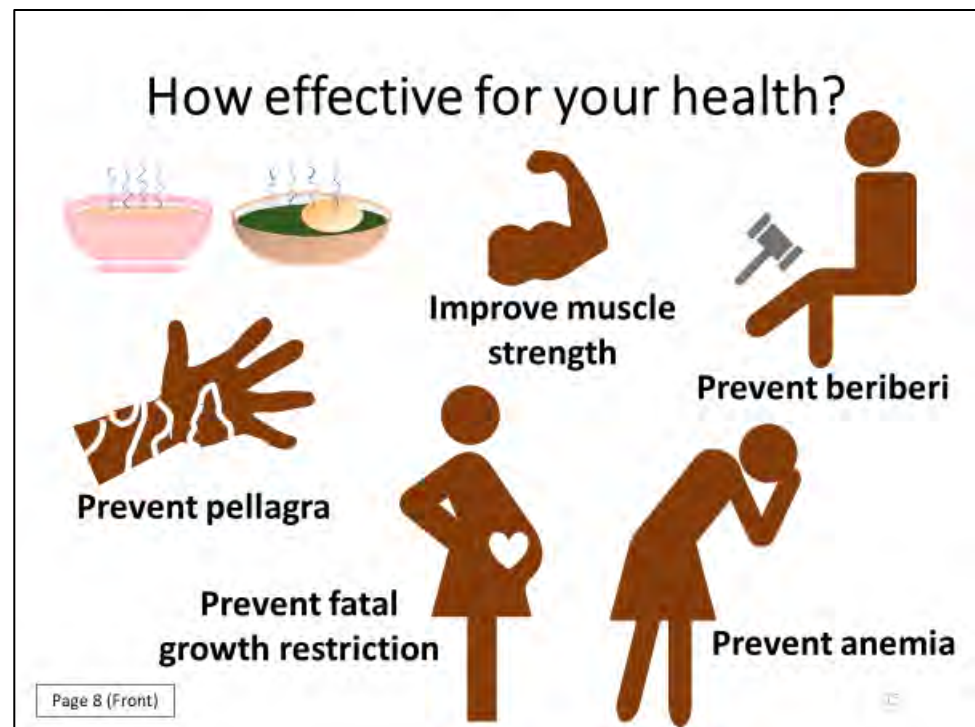 How effective for your health?
Improve muscle
strength
Prevent beriberi
Prevent pellagra
Prevent fatal
growth restriction
Prevent anemia
Page 8 (Front)